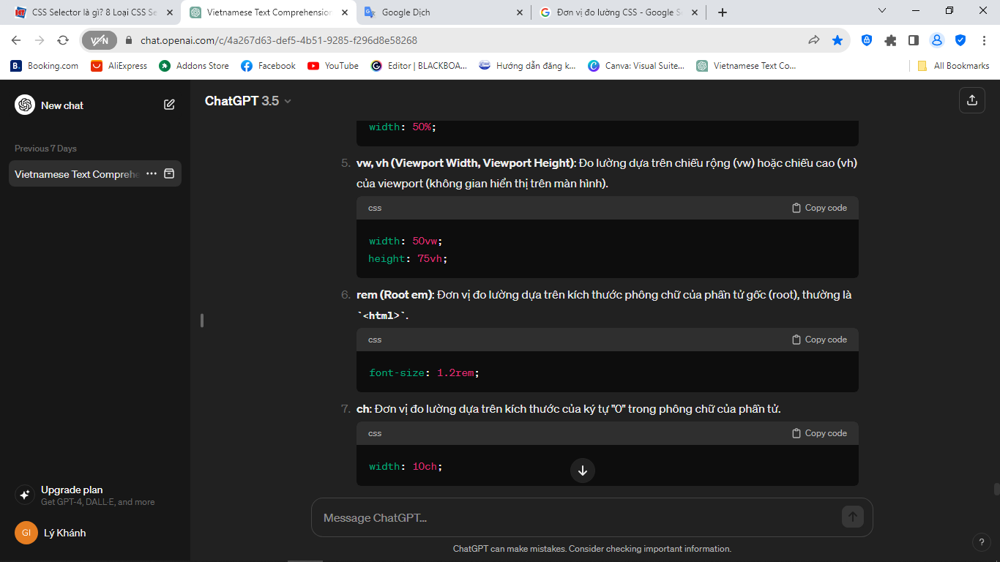 CSS Selector là gì? 8 Loại CSS Se
Vietnamese Text Comprehension
Google Dịch
Đơn vị đo lường CSS - Google S
VPN
chat.openai.com/c/4a267d63-def5-4b51-9285-f296d8e58268
Booking.com
AliExpress
Addons Store
Facebook
YouTube
Editor | BLACKBOA...
Hướng dẫn đăng k...
Canva: Visual Suite...
Vietnamese Text Co...
All Bookmarks
New chat
Previous 7 Days
Vietnamese Text Comprehe
Upgrade plan
Get GPT-4, DALL·E, and more
GI
Lý Khánh
ChatGPT 3.5
width: 50%;
5. vw, vh (Viewport Width, Viewport Height): Đo lường dựa trên chiều rộng (vw) hoặc chiều cao (vh)
của viewport (không gian hiển thị trên màn hình).
css
Copy code
width: 50vw;
height: 75vh;
6. rem (Root em): Đơn vị đo lường dựa trên kích thước phông chữ của phần tử gốc (root), thường là
`<html>`.
css
Copy code
font-size: 1.2rem;
7. ch: Đơn vị đo lường dựa trên kích thước của ký tự "0" trong phông chữ của phần tử.
css
Copy code
width: 10ch;
Message ChatGPT...
ChatGPT can make mistakes. Consider checking important information.
?